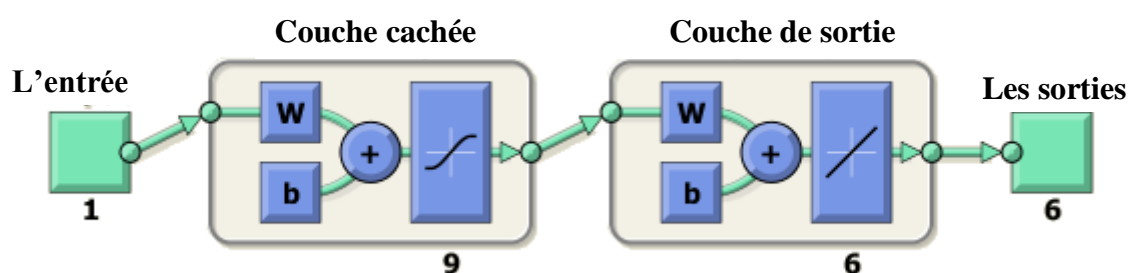 Couche cachée
Couche de sortie
L’entrée
Les sorties
W
b
+
W
b
+
1
9
6
6